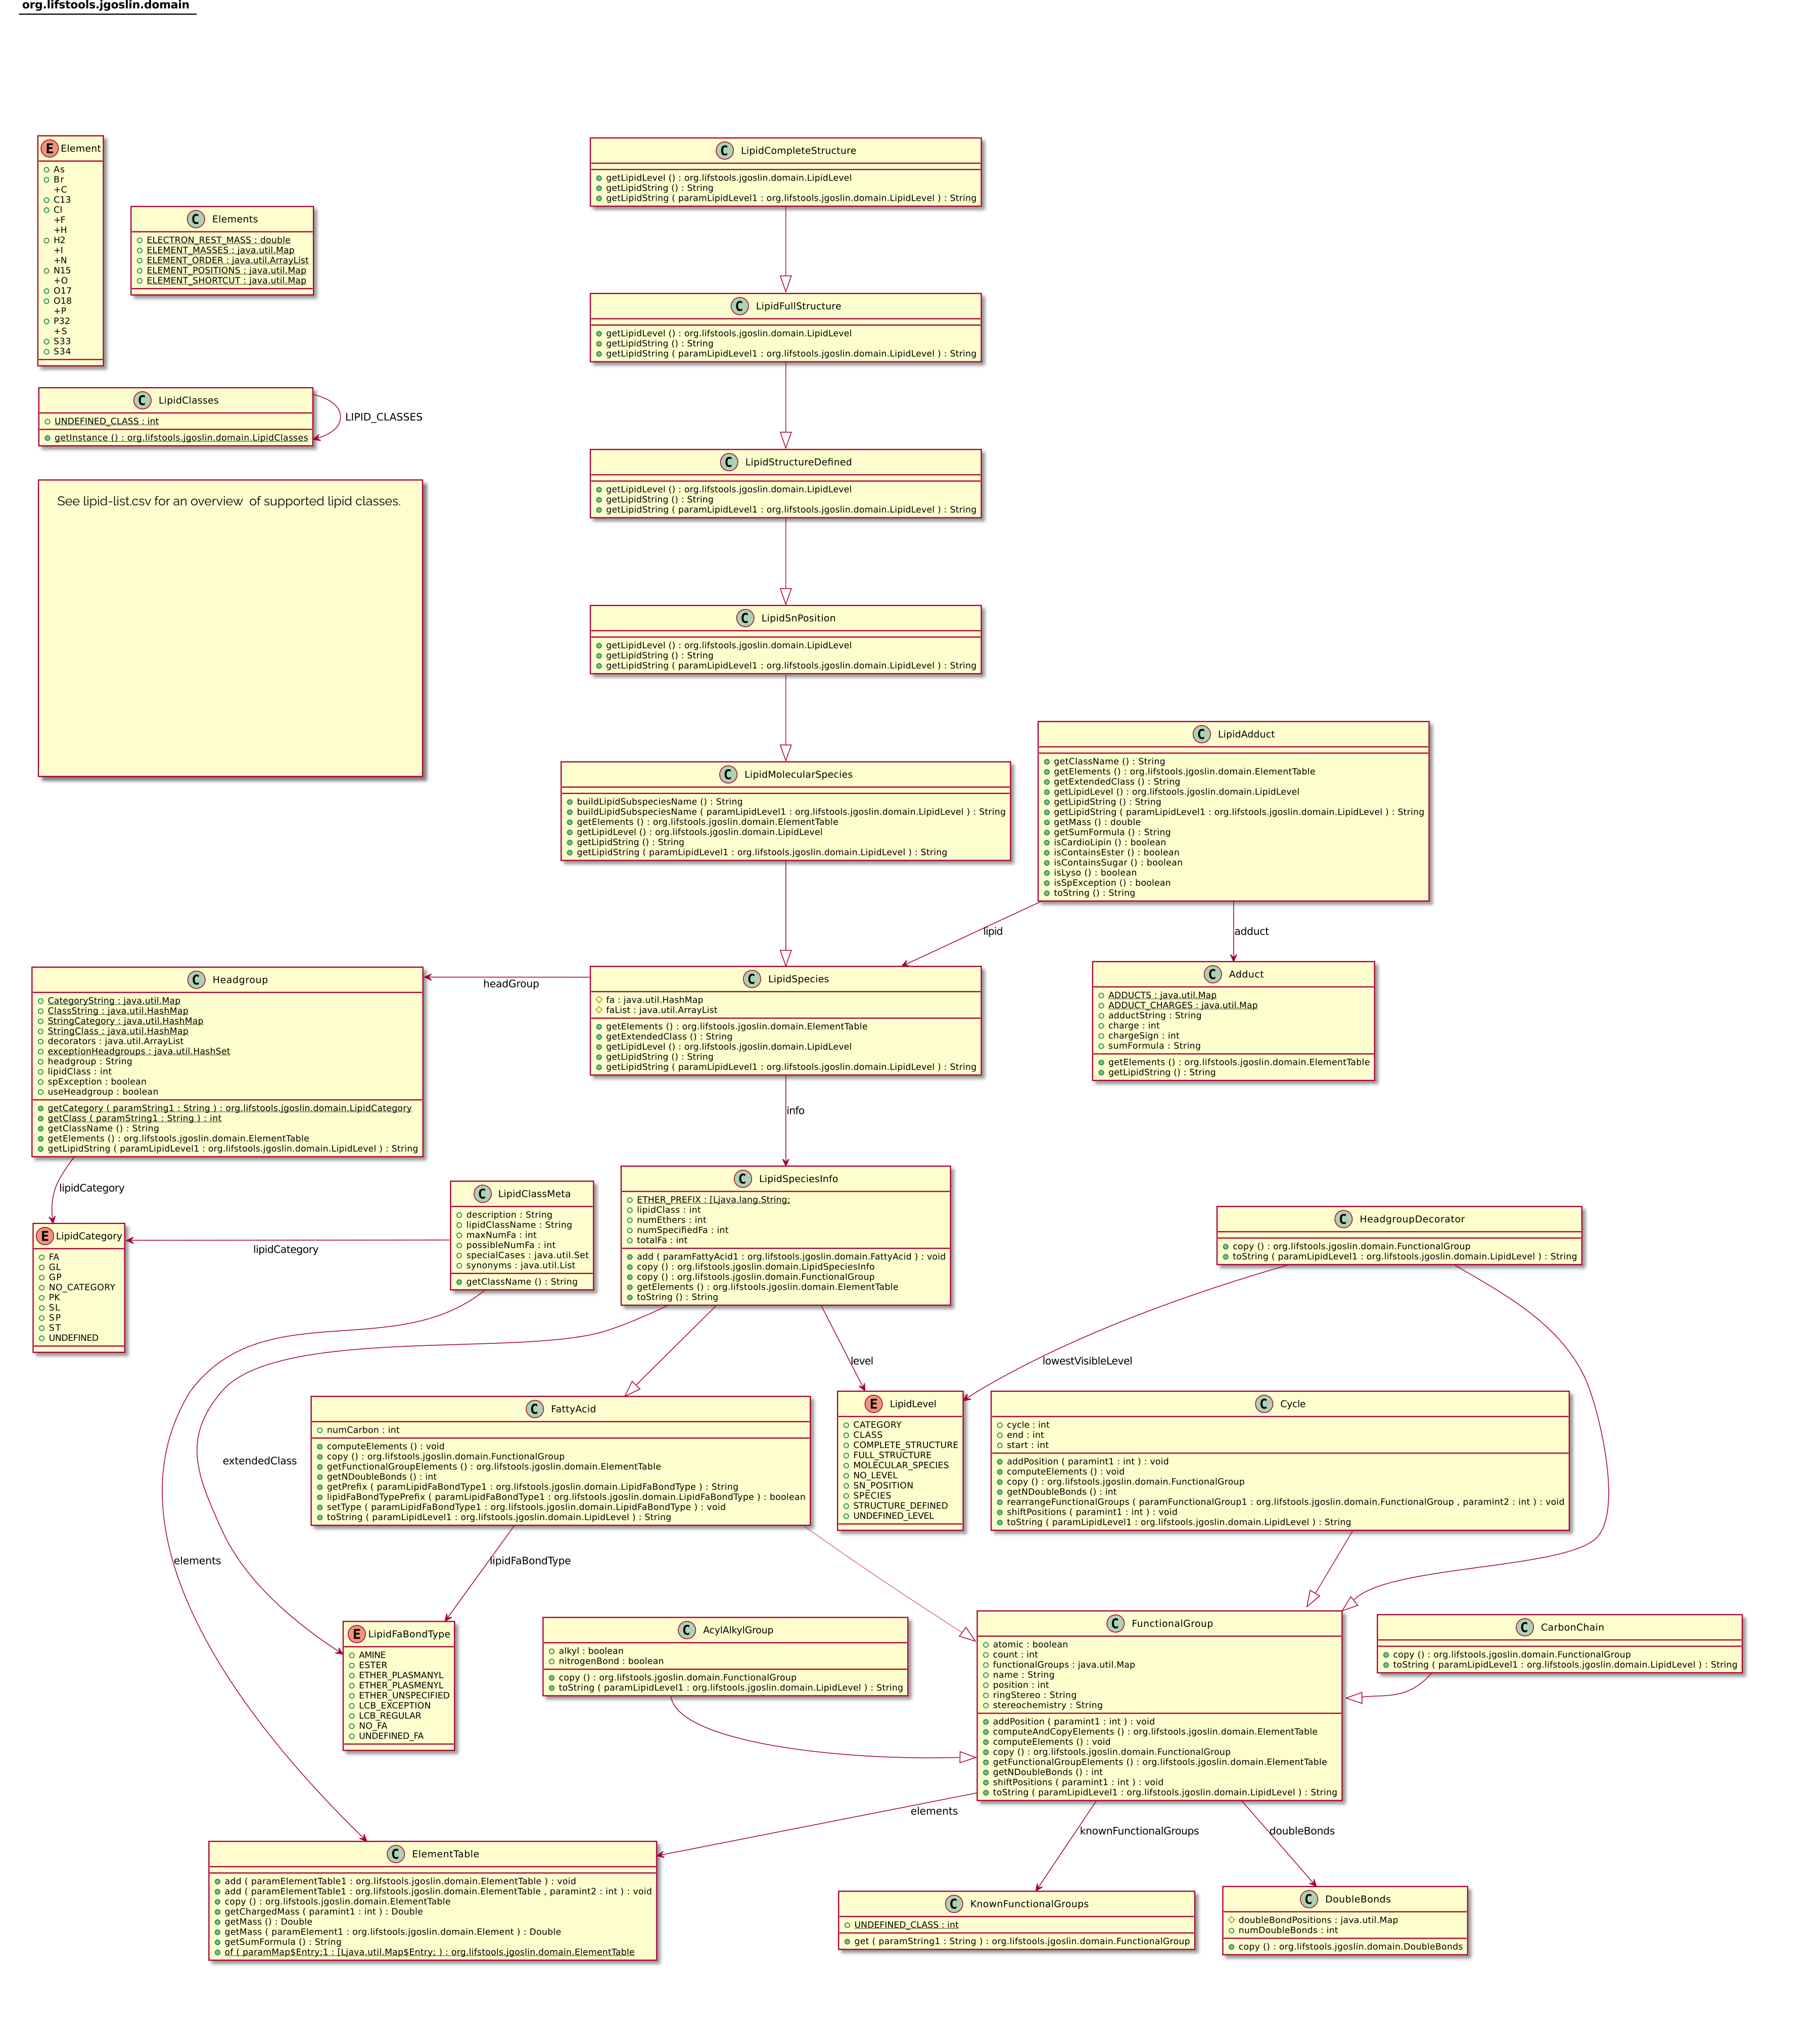 org.lifstools.jgoslin.domain
E Element
As
Br
+C
C13
Cl
+F
+H
H2
+I
+N
N15
+O
O17
O18
+P
P32
+S
S33
S34
C Elements
ELECTRON_REST_MASS : double
ELEMENT_MASSES : java.util.Map
ELEMENT_ORDER : java.util.ArrayList
ELEMENT_POSITIONS : java.util.Map
ELEMENT_SHORTCUT : java.util.Map
C LipidCompleteStructure
getLipidLevel () : org.lifstools.jgoslin.domain.LipidLevel
getLipidString () : String
getLipidString ( paramLipidLevel1 : org.lifstools.jgoslin.domain.LipidLevel ) : String
C LipidFullStructure
getLipidLevel () : org.lifstools.jgoslin.domain.LipidLevel
getLipidString () : String
getLipidString ( paramLipidLevel1 : org.lifstools.jgoslin.domain.LipidLevel ) : String
C LipidClasses
UNDEFINED_CLASS : int
getInstance () : org.lifstools.jgoslin.domain.LipidClasses
LIPID_CLASSES
See lipid-list.csv for an overview  of supported lipid classes.
C LipidStructureDefined
getLipidLevel () : org.lifstools.jgoslin.domain.LipidLevel
getLipidString () : String
getLipidString ( paramLipidLevel1 : org.lifstools.jgoslin.domain.LipidLevel ) : String
C LipidSnPosition
getLipidLevel () : org.lifstools.jgoslin.domain.LipidLevel
getLipidString () : String
getLipidString ( paramLipidLevel1 : org.lifstools.jgoslin.domain.LipidLevel ) : String
C LipidMolecularSpecies
buildLipidSubspeciesName () : String
buildLipidSubspeciesName ( paramLipidLevel1 : org.lifstools.jgoslin.domain.LipidLevel ) : String
getElements () : org.lifstools.jgoslin.domain.ElementTable
getLipidLevel () : org.lifstools.jgoslin.domain.LipidLevel
getLipidString () : String
getLipidString ( paramLipidLevel1 : org.lifstools.jgoslin.domain.LipidLevel ) : String
C LipidAdduct
getClassName () : String
getElements () : org.lifstools.jgoslin.domain.ElementTable
getExtendedClass () : String
getLipidLevel () : org.lifstools.jgoslin.domain.LipidLevel
getLipidString () : String
getLipidString ( paramLipidLevel1 : org.lifstools.jgoslin.domain.LipidLevel ) : String
getMass () : double
getSumFormula () : String
isCardioLipin () : boolean
isContainsEster () : boolean
isContainsSugar () : boolean
isLyso () : boolean
isSpException () : boolean
toString () : String
lipid
adduct
C Headgroup
CategoryString : java.util.Map
ClassString : java.util.HashMap
StringCategory : java.util.HashMap
StringClass : java.util.HashMap
decorators : java.util.ArrayList
exceptionHeadgroups : java.util.HashSet
headgroup : String
lipidClass : int
spException : boolean
useHeadgroup : boolean
getCategory ( paramString1 : String ) : org.lifstools.jgoslin.domain.LipidCategory
getClass ( paramString1 : String ) : int
getClassName () : String
getElements () : org.lifstools.jgoslin.domain.ElementTable
getLipidString ( paramLipidLevel1 : org.lifstools.jgoslin.domain.LipidLevel ) : String
headGroup
C LipidSpecies
fa : java.util.HashMap
faList : java.util.ArrayList
getElements () : org.lifstools.jgoslin.domain.ElementTable
getExtendedClass () : String
getLipidLevel () : org.lifstools.jgoslin.domain.LipidLevel
getLipidString () : String
getLipidString ( paramLipidLevel1 : org.lifstools.jgoslin.domain.LipidLevel ) : String
C Adduct
ADDUCTS : java.util.Map
ADDUCT_CHARGES : java.util.Map
adductString : String
charge : int
chargeSign : int
sumFormula : String
getElements () : org.lifstools.jgoslin.domain.ElementTable
getLipidString () : String
info
lipidCategory
E LipidCategory
FA
GL
GP
NO_CATEGORY
PK
SL
SP
ST
UNDEFINED
lipidCategory
C LipidClassMeta
description : String
lipidClassName : String
maxNumFa : int
possibleNumFa : int
specialCases : java.util.Set
synonyms : java.util.List
getClassName () : String
C LipidSpeciesInfo
ETHER_PREFIX : [Ljava.lang.String;
lipidClass : int
numEthers : int
numSpecifiedFa : int
totalFa : int
add ( paramFattyAcid1 : org.lifstools.jgoslin.domain.FattyAcid ) : void
copy () : org.lifstools.jgoslin.domain.LipidSpeciesInfo
copy () : org.lifstools.jgoslin.domain.FunctionalGroup
getElements () : org.lifstools.jgoslin.domain.ElementTable
toString () : String
C HeadgroupDecorator
copy () : org.lifstools.jgoslin.domain.FunctionalGroup
toString ( paramLipidLevel1 : org.lifstools.jgoslin.domain.LipidLevel ) : String
level
lowestVisibleLevel
extendedClass
elements
C FattyAcid
numCarbon : int
computeElements () : void
copy () : org.lifstools.jgoslin.domain.FunctionalGroup
getFunctionalGroupElements () : org.lifstools.jgoslin.domain.ElementTable
getNDoubleBonds () : int
getPrefix ( paramLipidFaBondType1 : org.lifstools.jgoslin.domain.LipidFaBondType ) : String
lipidFaBondTypePrefix ( paramLipidFaBondType1 : org.lifstools.jgoslin.domain.LipidFaBondType ) : boolean
setType ( paramLipidFaBondType1 : org.lifstools.jgoslin.domain.LipidFaBondType ) : void
toString ( paramLipidLevel1 : org.lifstools.jgoslin.domain.LipidLevel ) : String
E LipidLevel
CATEGORY
CLASS
COMPLETE_STRUCTURE
FULL_STRUCTURE
MOLECULAR_SPECIES
NO_LEVEL
SN_POSITION
SPECIES
STRUCTURE_DEFINED
UNDEFINED_LEVEL
C Cycle
cycle : int
end : int
start : int
addPosition ( paramint1 : int ) : void
computeElements () : void
copy () : org.lifstools.jgoslin.domain.FunctionalGroup
getNDoubleBonds () : int
rearrangeFunctionalGroups ( paramFunctionalGroup1 : org.lifstools.jgoslin.domain.FunctionalGroup , paramint2 : int ) : void
shiftPositions ( paramint1 : int ) : void
toString ( paramLipidLevel1 : org.lifstools.jgoslin.domain.LipidLevel ) : String
lipidFaBondType
E LipidFaBondType
AMINE
ESTER
ETHER_PLASMANYL
ETHER_PLASMENYL
ETHER_UNSPECIFIED
LCB_EXCEPTION
LCB_REGULAR
NO_FA
UNDEFINED_FA
C AcylAlkylGroup
alkyl : boolean
nitrogenBond : boolean
copy () : org.lifstools.jgoslin.domain.FunctionalGroup
toString ( paramLipidLevel1 : org.lifstools.jgoslin.domain.LipidLevel ) : String
C FunctionalGroup
atomic : boolean
count : int
functionalGroups : java.util.Map
name : String
position : int
ringStereo : String
stereochemistry : String
addPosition ( paramint1 : int ) : void
computeAndCopyElements () : org.lifstools.jgoslin.domain.ElementTable
computeElements () : void
copy () : org.lifstools.jgoslin.domain.FunctionalGroup
getFunctionalGroupElements () : org.lifstools.jgoslin.domain.ElementTable
getNDoubleBonds () : int
shiftPositions ( paramint1 : int ) : void
toString ( paramLipidLevel1 : org.lifstools.jgoslin.domain.LipidLevel ) : String
C CarbonChain
copy () : org.lifstools.jgoslin.domain.FunctionalGroup
toString ( paramLipidLevel1 : org.lifstools.jgoslin.domain.LipidLevel ) : String
elements
knownFunctionalGroups
doubleBonds
C ElementTable
add ( paramElementTable1 : org.lifstools.jgoslin.domain.ElementTable ) : void
add ( paramElementTable1 : org.lifstools.jgoslin.domain.ElementTable , paramint2 : int ) : void
copy () : org.lifstools.jgoslin.domain.ElementTable
getChargedMass ( paramint1 : int ) : Double
getMass () : Double
getMass ( paramElement1 : org.lifstools.jgoslin.domain.Element ) : Double
getSumFormula () : String
of ( paramMap$Entry;1 : [Ljava.util.Map$Entry; ) : org.lifstools.jgoslin.domain.ElementTable
C KnownFunctionalGroups
UNDEFINED_CLASS : int
get ( paramString1 : String ) : org.lifstools.jgoslin.domain.FunctionalGroup
C DoubleBonds
doubleBondPositions : java.util.Map
numDoubleBonds : int
copy () : org.lifstools.jgoslin.domain.DoubleBonds